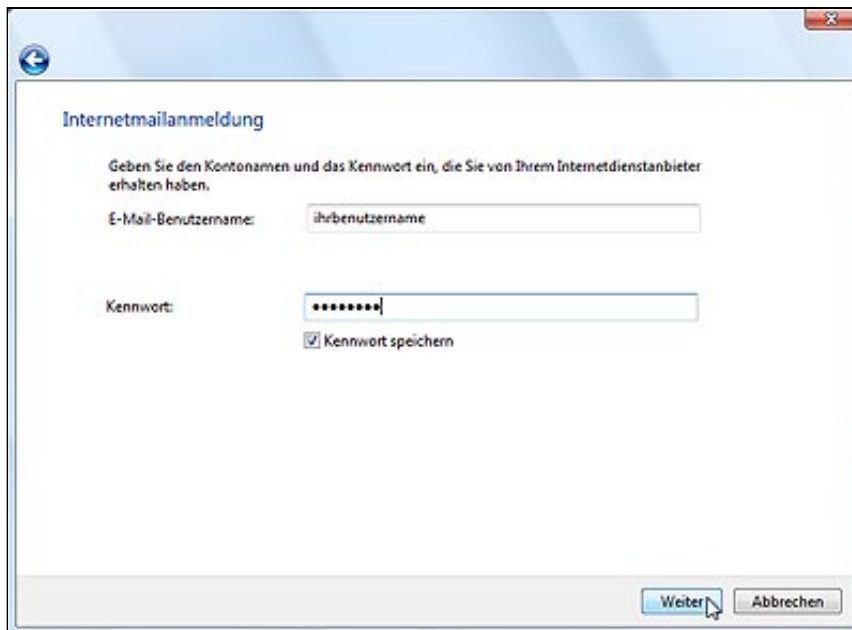 Internetmailanmeldung
Geben Sie den Kontonamen und das Kennwort ein, die Sie von Ihrem Internetdienstanbieter
erhalten haben.
E-Mail-Benutzername: ihrbenutzername
Kennwort: ••••••••
Kennwort speichern
Weiter Abbrechen